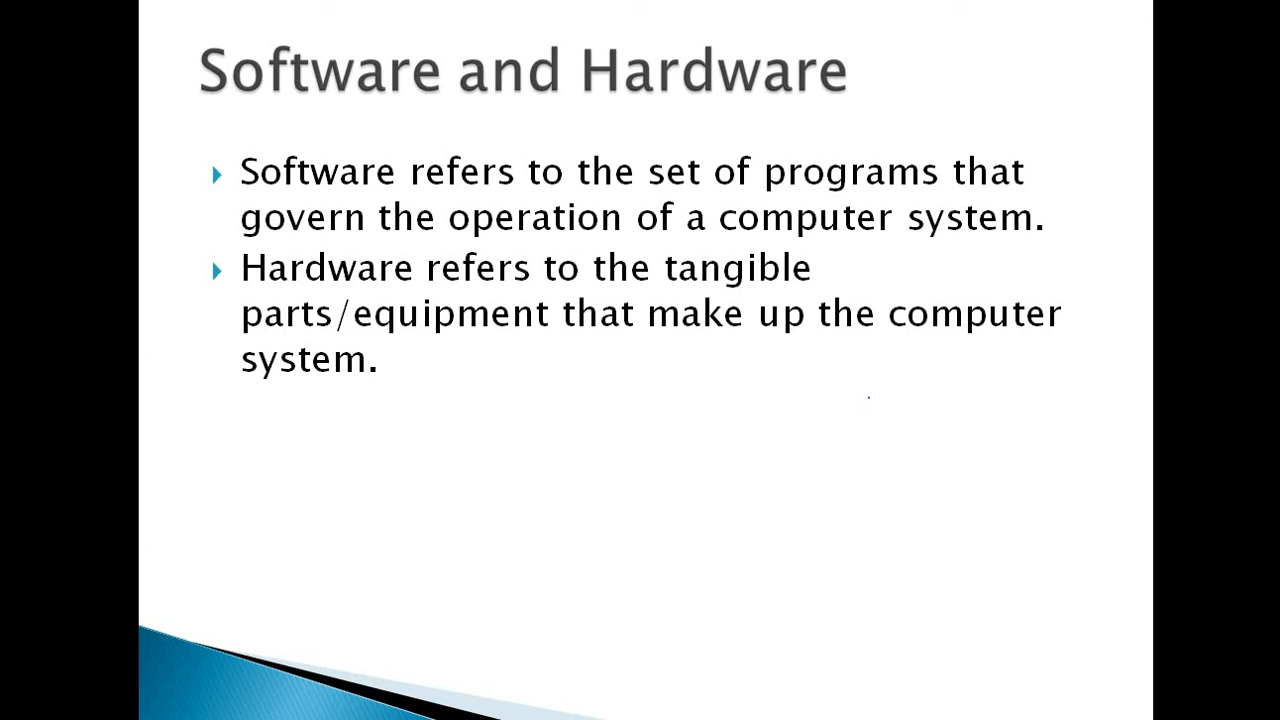 Software and Hardware
Software refers to the set of programs that
govern the operation of a computer system.
Hardware refers to the tangible
parts/equipment that make up the computer
system.